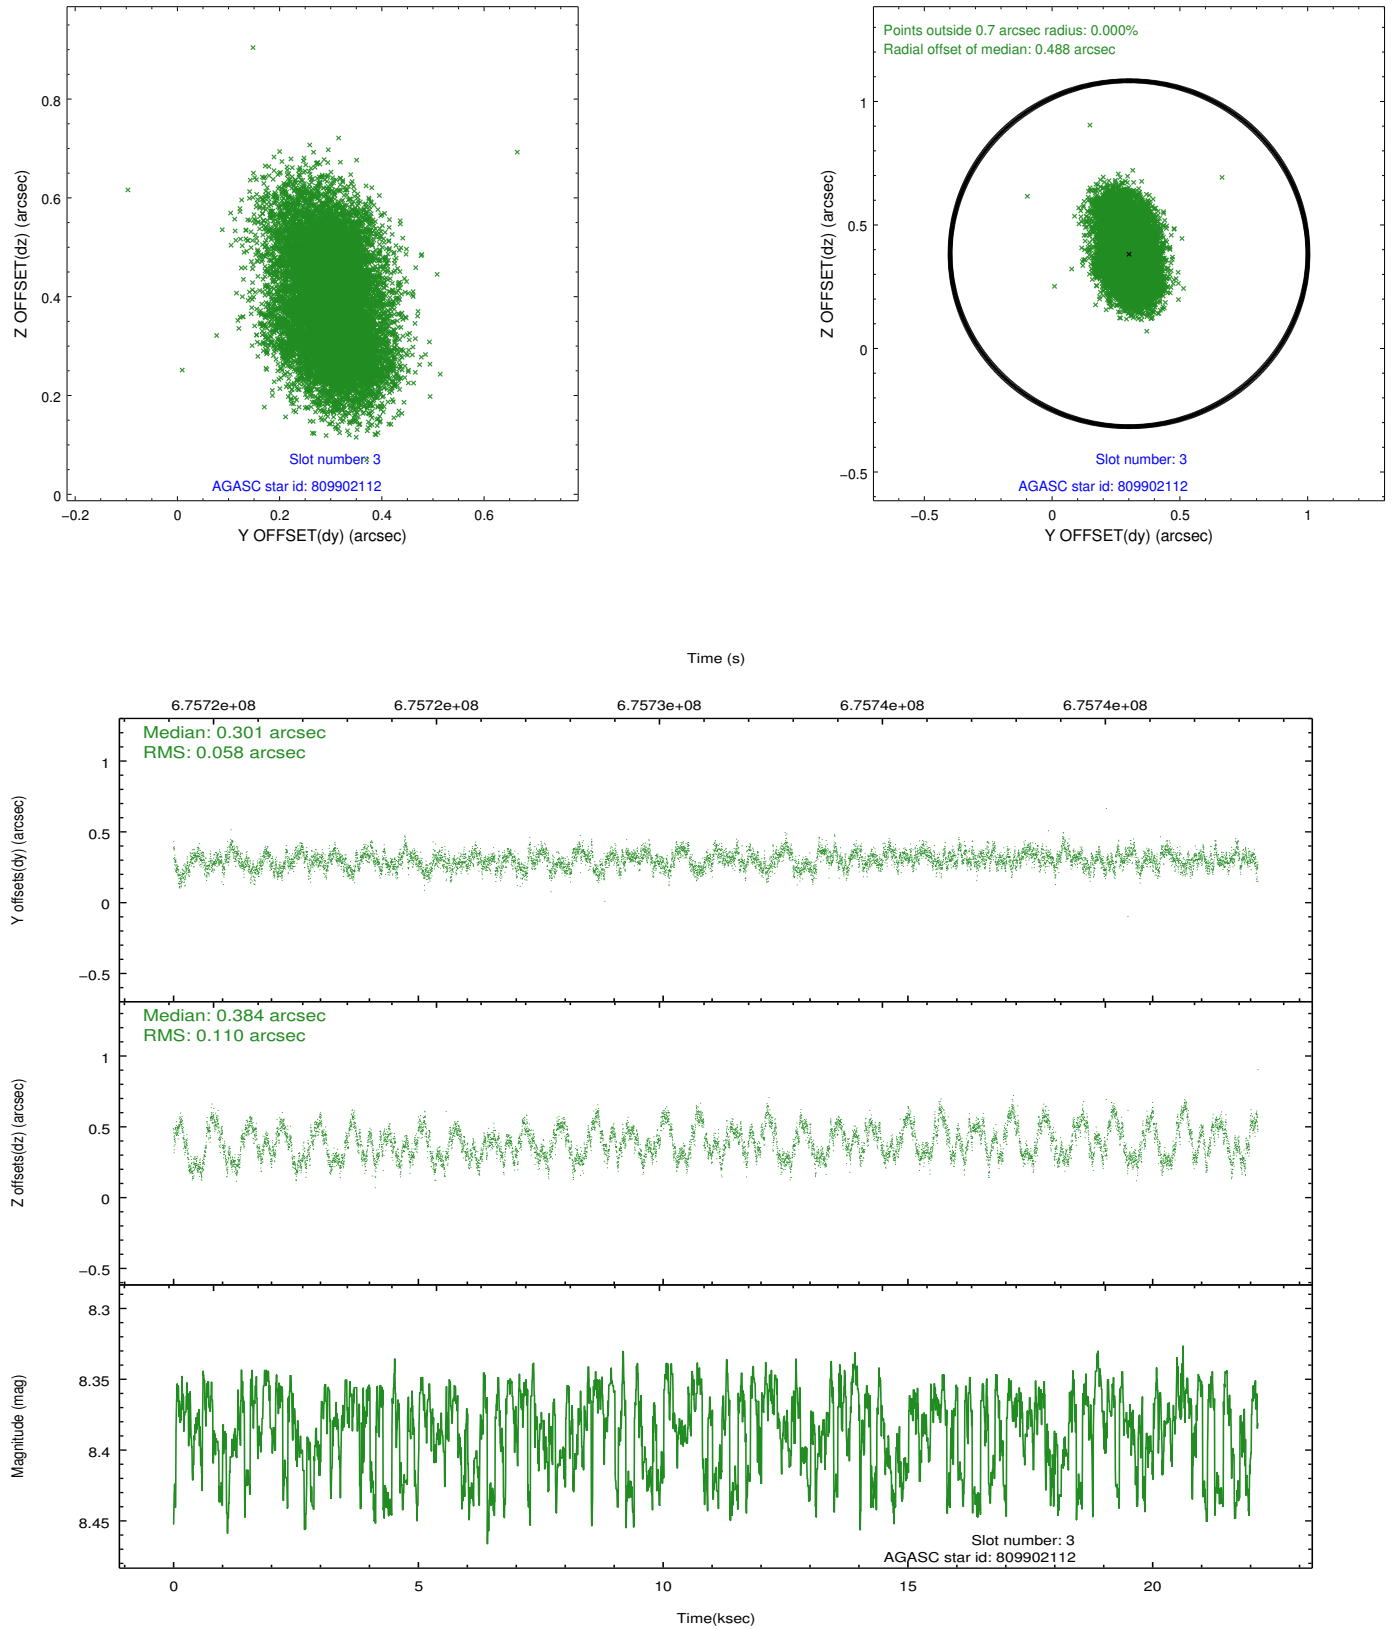 0.8
0.6
0.4
0.2
0
Z OFFSET(dz) (arcsec)
Slot number: 3
AGASC star id: 809902112
−0.2 0 0.2 0.4 0.6
Y OFFSET(dy) (arcsec)
Points outside 0.7 arcsec radius: 0.000%
Radial offset of median: 0.488 arcsec
1
0.5
0
−0.5
Z OFFSET(dz) (arcsec)
Slot number: 3
AGASC star id: 809902112
−0.5 0 0.5 1
Y OFFSET(dy) (arcsec)
Time (s)
6.7572e+08 6.7572e+08 6.7573e+08 6.7574e+08 6.7574e+08
Median: 0.301 arcsec
RMS: 0.058 arcsec
1
0.5
0
−0.5
Y offsets(dy) (arcsec)
Median: 0.384 arcsec
RMS: 0.110 arcsec
1
0.5
0
−0.5
Z offsets(dz) (arcsec)
8.3
8.35
8.4
8.45
Magnitude (mag)
Slot number: 3
AGASC star id: 809902112
0 5 10 15 20
Time(ksec)